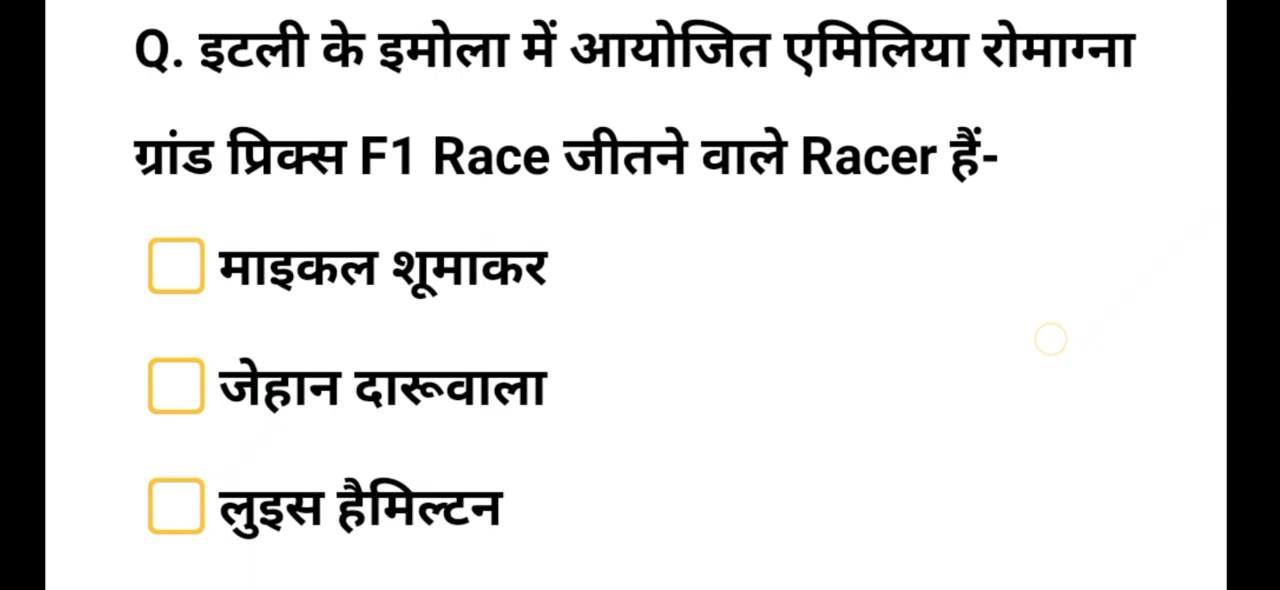 Q. इटली के इमोला में आयोजित एमिलिया रोमाग्ना
ग्रांड प्रिक्स F1 Race जीतने वाले Racer हैं-
माइकल शूमाकर
जेहान दारूवाला
लुइस हैमिल्टन